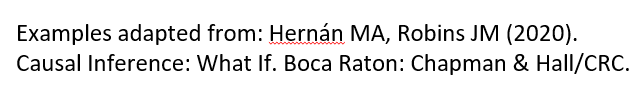 Examples adapted from: Hernán MA, Robins JM (2020).
Causal Inference: What If. Boca Raton: Chapman & Hall/CRC.